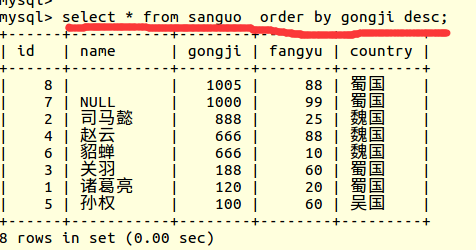 mysql>
mysql> select * from sanguo  order by gongji desc;
+------+-----------+--------+--------+---------+
| id   | name      | gongji | fangyu | country |
+------+-----------+--------+--------+---------+
|    8 |           |   1005 |     88 | 蜀国    |
|    7 | NULL      |   1000 |     99 | 蜀国    |
|    2 | 司马懿    |    888 |     25 | 魏国    |
|    4 | 赵云      |    666 |     88 | 魏国    |
|    6 | 貂蝉      |    666 |     10 | 魏国    |
|    3 | 关羽      |    188 |     60 | 蜀国    |
|    1 | 诸葛亮    |    120 |     20 | 蜀国    |
|    5 | 孙权      |    100 |     60 | 吴国    |
+------+-----------+--------+--------+---------+
8 rows in set (0.00 sec)